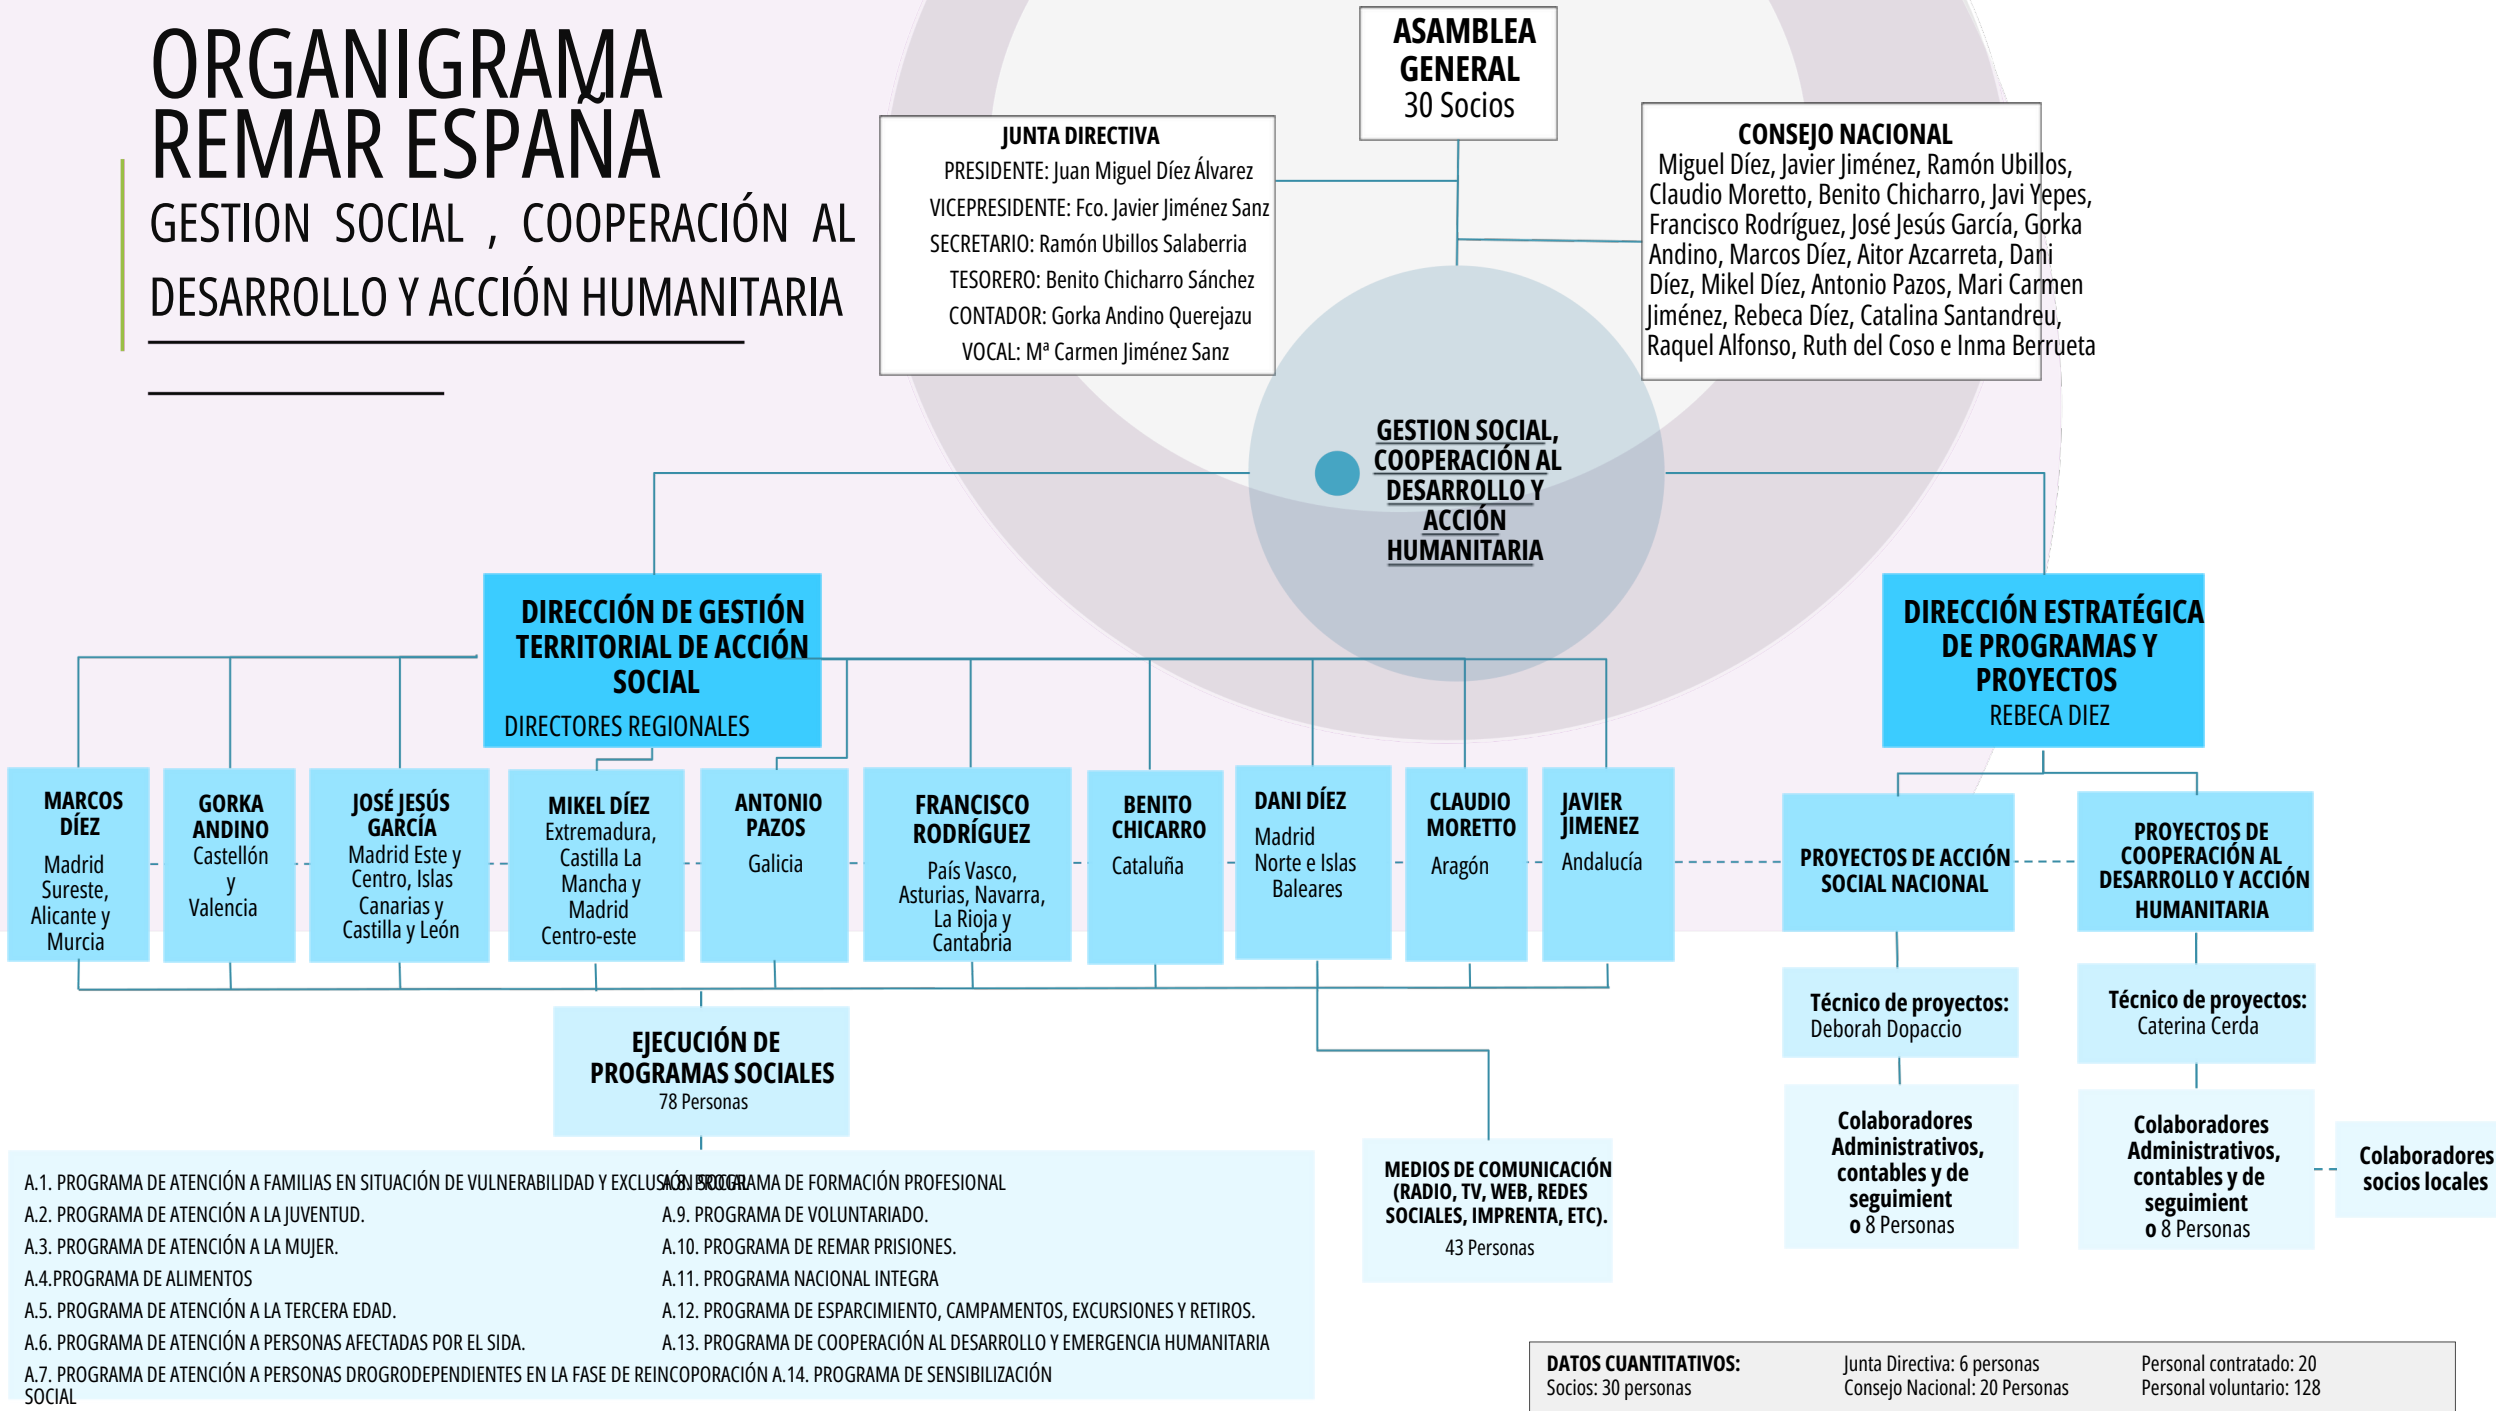 ORGANIGRAMA
REMAR ESPAÑA
GESTION SOCIAL , COOPERACIÓN AL
DESARROLLO Y ACCIÓN HUMANITARIA
ASAMBLEA
GENERAL
30 Socios
JUNTA DIRECTIVA
PRESIDENTE: Juan Miguel Díez Álvarez
VICEPRESIDENTE: Fco. Javier Jiménez Sanz
SECRETARIO: Ramón Ubillos Salaberria
TESORERO: Benito Chicharro Sánchez
CONTADOR: Gorka Andino Querejazu
VOCAL: Mª Carmen Jiménez Sanz
CONSEJO NACIONAL
Miguel Díez, Javier Jiménez, Ramón Ubillos,
Claudio Moretto, Benito Chicharro, Javi Yepes,
Francisco Rodríguez, José Jesús García, Gorka
Andino, Marcos Díez, Aitor Azcarreta, Dani
Díez, Mikel Díez, Antonio Pazos, Mari Carmen
Jiménez, Rebeca Díez, Catalina Santandreu,
Raquel Alfonso, Ruth del Coso e Inma Berrueta
GESTION SOCIAL,
COOPERACIÓN AL
DESARROLLO Y
ACCIÓN
HUMANITARIA
DIRECCIÓN DE GESTIÓN
TERRITORIAL DE ACCIÓN
SOCIAL
DIRECTORES REGIONALES
DIRECCIÓN ESTRATÉGICA
DE PROGRAMAS Y
PROYECTOS
REBECA DIEZ
MARCOS
DÍEZ
Madrid
Sureste,
Alicante y
Murcia
GORKA
ANDINO
Castellón
y
Valencia
JOSÉ JESÚS
GARCÍA
Madrid Este y
Centro, Islas
Canarias y
Castilla y León
MIKEL DÍEZ
Extremadura,
Castilla La
Mancha y
Madrid
Centro-este
ANTONIO
PAZOS
Galicia
FRANCISCO
RODRÍGUEZ
País Vasco,
Asturias, Navarra,
La Rioja y
Cantabria
BENITO
CHICARRO
Cataluña
DANI DÍEZ
Madrid
Norte e Islas
Baleares
CLAUDIO
MORETTO
Aragón
JAVIER
JIMENEZ
Andalucía
PROYECTOS DE ACCIÓN
SOCIAL NACIONAL
PROYECTOS DE
COOPERACIÓN AL
DESARROLLO Y ACCIÓN
HUMANITARIA
Técnico de proyectos:
Deborah Dopaccio
Técnico de proyectos:
Caterina Cerda
EJECUCIÓN DE
PROGRAMAS SOCIALES
78 Personas
Colaboradores
Administrativos,
contables y de
seguimient
o 8 Personas
Colaboradores
Administrativos,
contables y de
seguimient
o 8 Personas
Colaboradores
socios locales
MEDIOS DE COMUNICACIÓN
(RADIO, TV, WEB, REDES
SOCIALES, IMPRENTA, ETC).
43 Personas
A.1. PROGRAMA DE ATENCIÓN A FAMILIAS EN SITUACIÓN DE VULNERABILIDAD Y EXCLUSIÓN SOCIAL
A.8. PROGRAMA DE FORMACIÓN PROFESIONAL
A.2. PROGRAMA DE ATENCIÓN A LA JUVENTUD.
A.9. PROGRAMA DE VOLUNTARIADO.
A.3. PROGRAMA DE ATENCIÓN A LA MUJER.
A.10. PROGRAMA DE REMAR PRISIONES.
A.4.PROGRAMA DE ALIMENTOS
A.11. PROGRAMA NACIONAL INTEGRA
A.5. PROGRAMA DE ATENCIÓN A LA TERCERA EDAD.
A.12. PROGRAMA DE ESPARCIMIENTO, CAMPAMENTOS, EXCURSIONES Y RETIROS.
A.6. PROGRAMA DE ATENCIÓN A PERSONAS AFECTADAS POR EL SIDA.
A.13. PROGRAMA DE COOPERACIÓN AL DESARROLLO Y EMERGENCIA HUMANITARIA
A.7. PROGRAMA DE ATENCIÓN A PERSONAS DROGRODEPENDIENTES EN LA FASE DE REINCOPORACIÓN A.14. PROGRAMA DE SENSIBILIZACIÓN
SOCIAL
DATOS CUANTITATIVOS:
Socios: 30 personas
Junta Directiva: 6 personas
Consejo Nacional: 20 Personas
Personal contratado: 20
Personal voluntario: 128